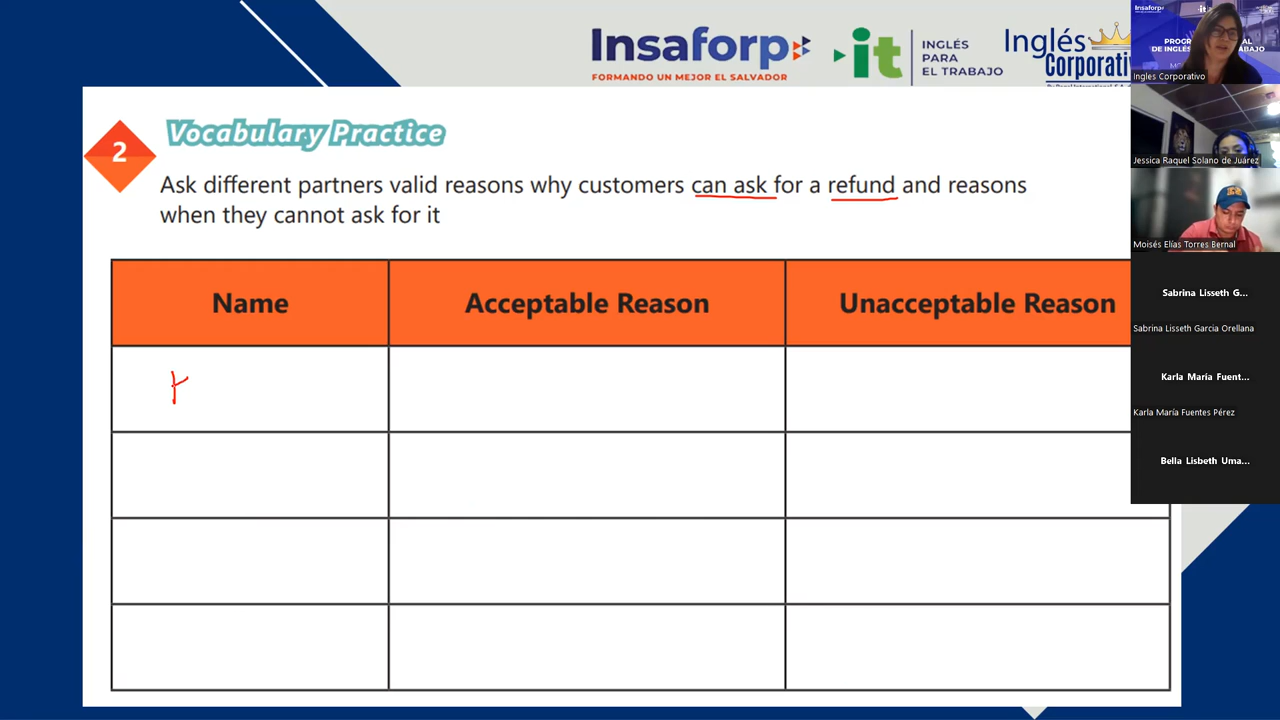 Insaforp
FORMANDO UN MEJOR EL SALVADOR
it
INGLÉS
PARA
EL TRABAJO
Inglés
Corporativ
2
Vocabulary Practice
Ask different partners valid reasons why customers can ask for a refund and reasons
when they cannot ask for it
Name
Acceptable Reason
Unacceptable Reason
Insaforp
it
Ingles Corporativo
Jessica Raquel Solano de Juárez
Moisés Elías Torres Bernal
Sabrina Lisseth G...
Sabrina Lisseth Garcia Orellana
Karla María Fuent...
Karla María Fuentes Pérez
Bella Lisbeth Uma...